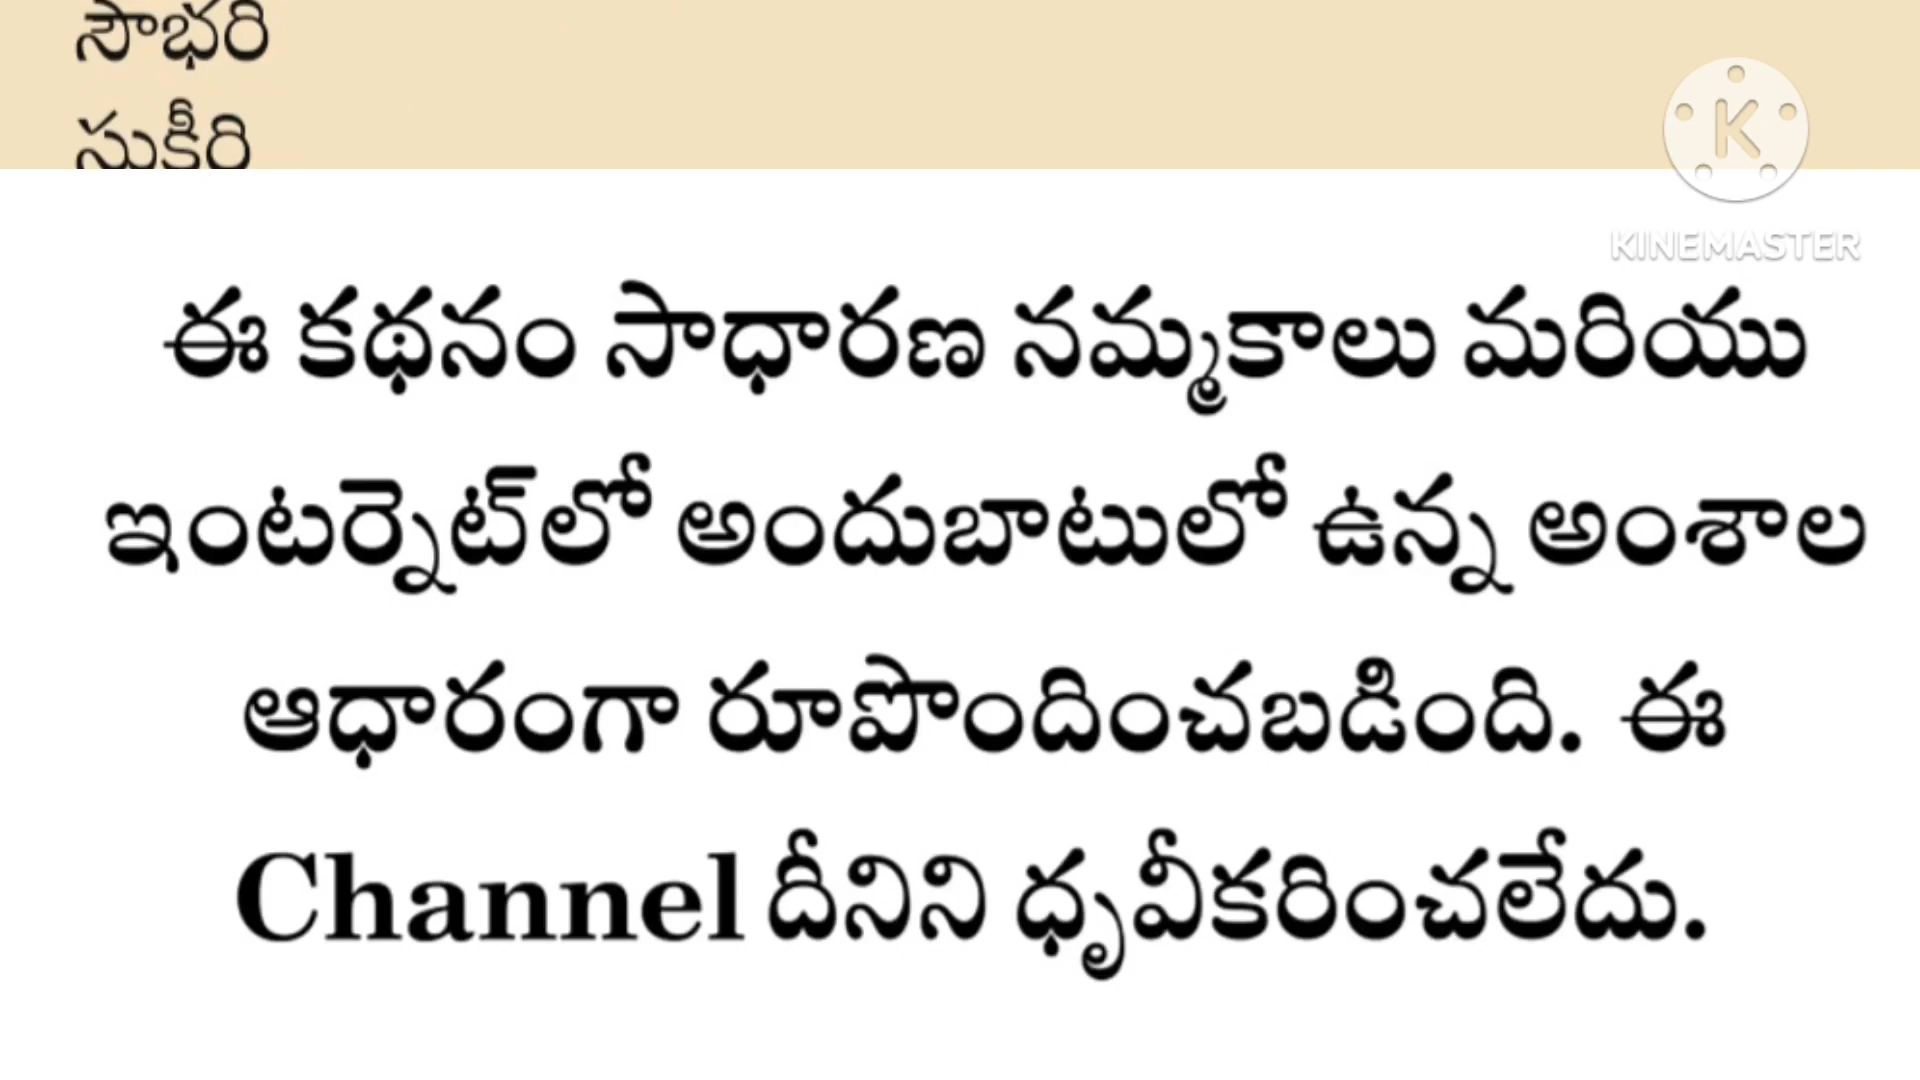 సౌభరి
సుకీరి
K
KINEMASTER
ఈ కథనం సాధారణ నమ్మకాలు మరియు
ఇంటర్నెట్‌లో అందుబాటులో ఉన్న అంశాల
ఆధారంగా రూపొందించబడింది. ఈ
Channel దీనిని ధృవీకరించలేదు.